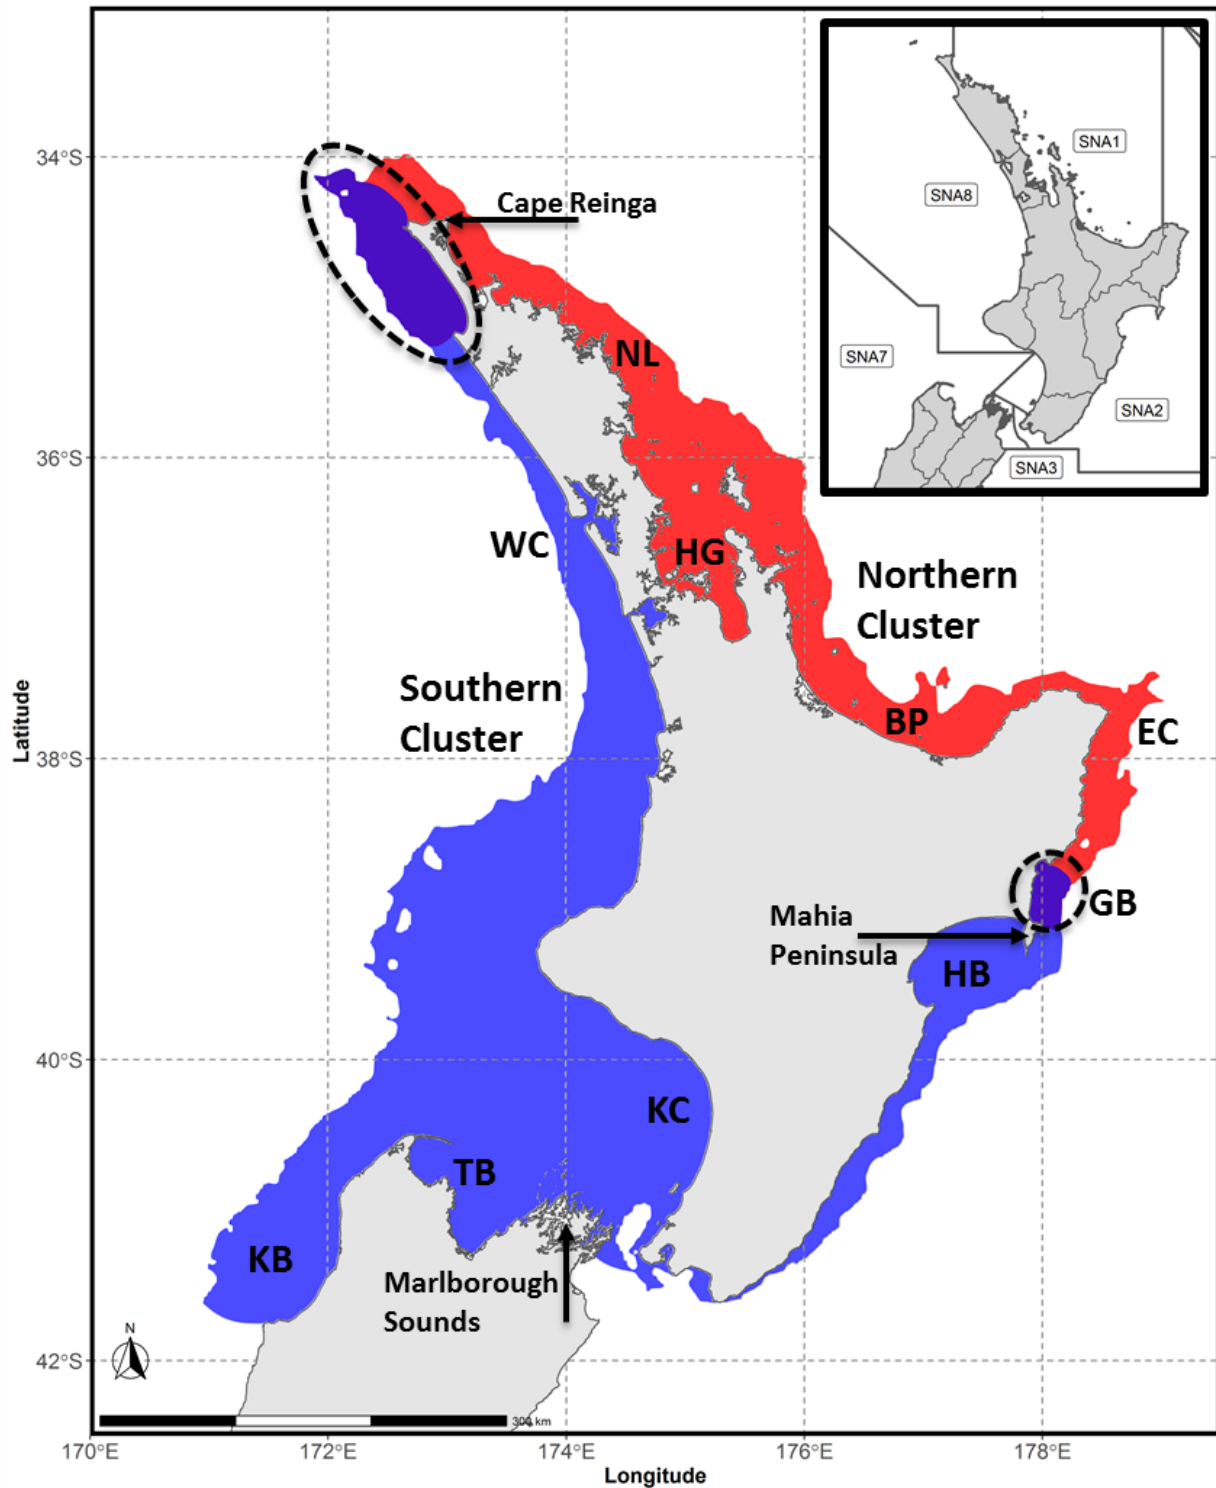 SNA1
SNA8
SNA7
SNA2
SNA3
34°S
Cape Reinga
NL
36°S
WC
HG
Northern
Cluster
Southern
Cluster
BP
EC
Latitude
38°S
GB
Mahia
Peninsula
HB
40°S
KC
TB
KB
Marlborough
Sounds
N
42°S
300 km
170°E
172°E
174°E
176°E
178°E
Longitude